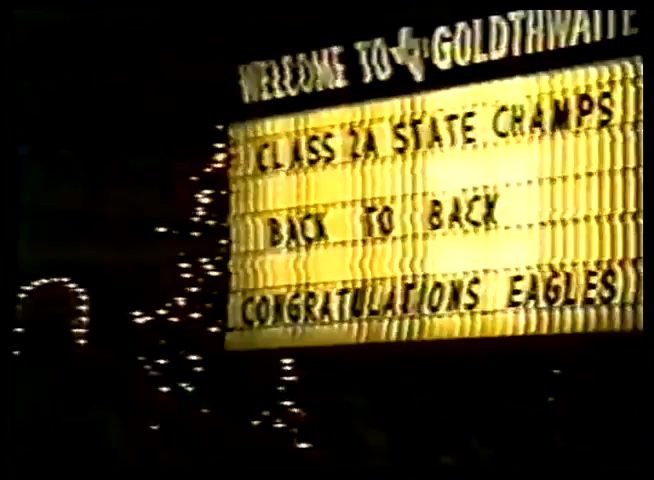 WELCOME TO GOLDTHWAITE
CLASS 2A STATE CHAMPS
BACK TO BACK
CONGRATULATIONS EAGLES